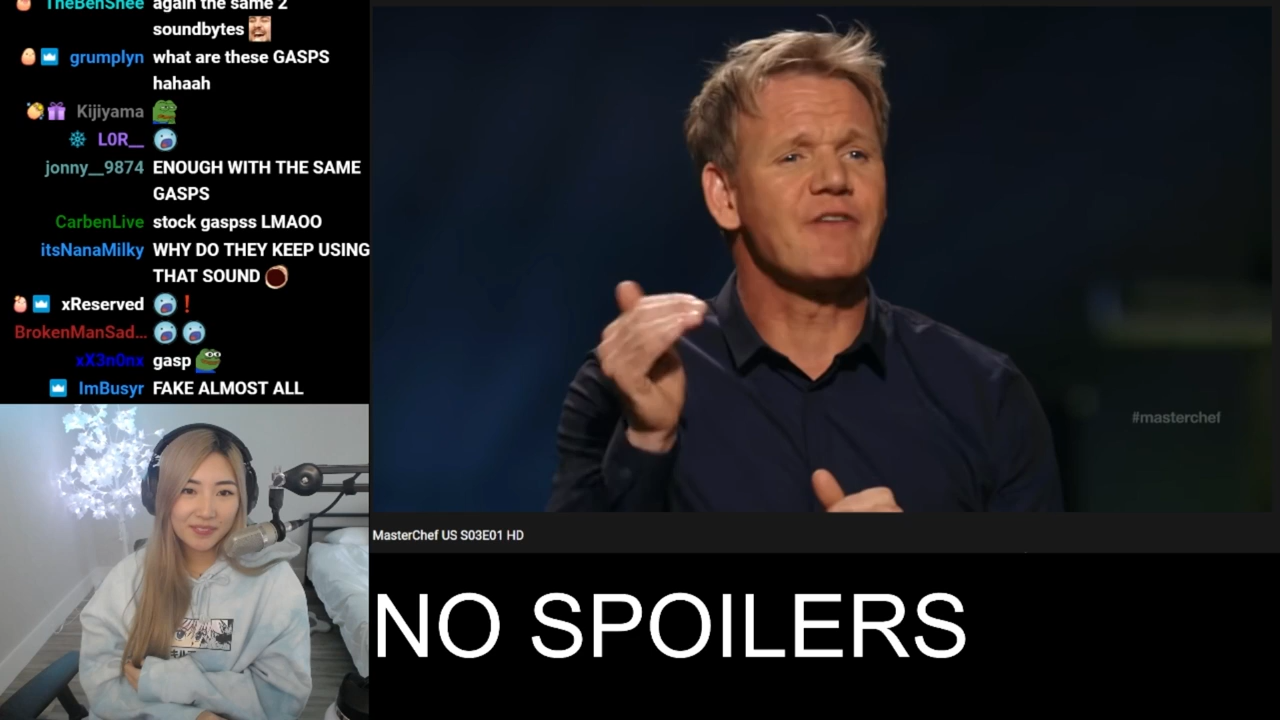 TheBenShee again the same 2
soundbytes
grumplyn what are these GASPS
hahaah
Kijiyama
L0R__
jonny__9874 ENOUGH WITH THE SAME
GASPS
CarbenLive stock gaspss LMAOO
itsNanaMilky WHY DO THEY KEEP USING
THAT SOUND
xReserved
BrokenManSad...
xX3n0nx gasp
ImBusyr FAKE ALMOST ALL
#masterchef
MasterChef US S03E01 HD
NO SPOILERS